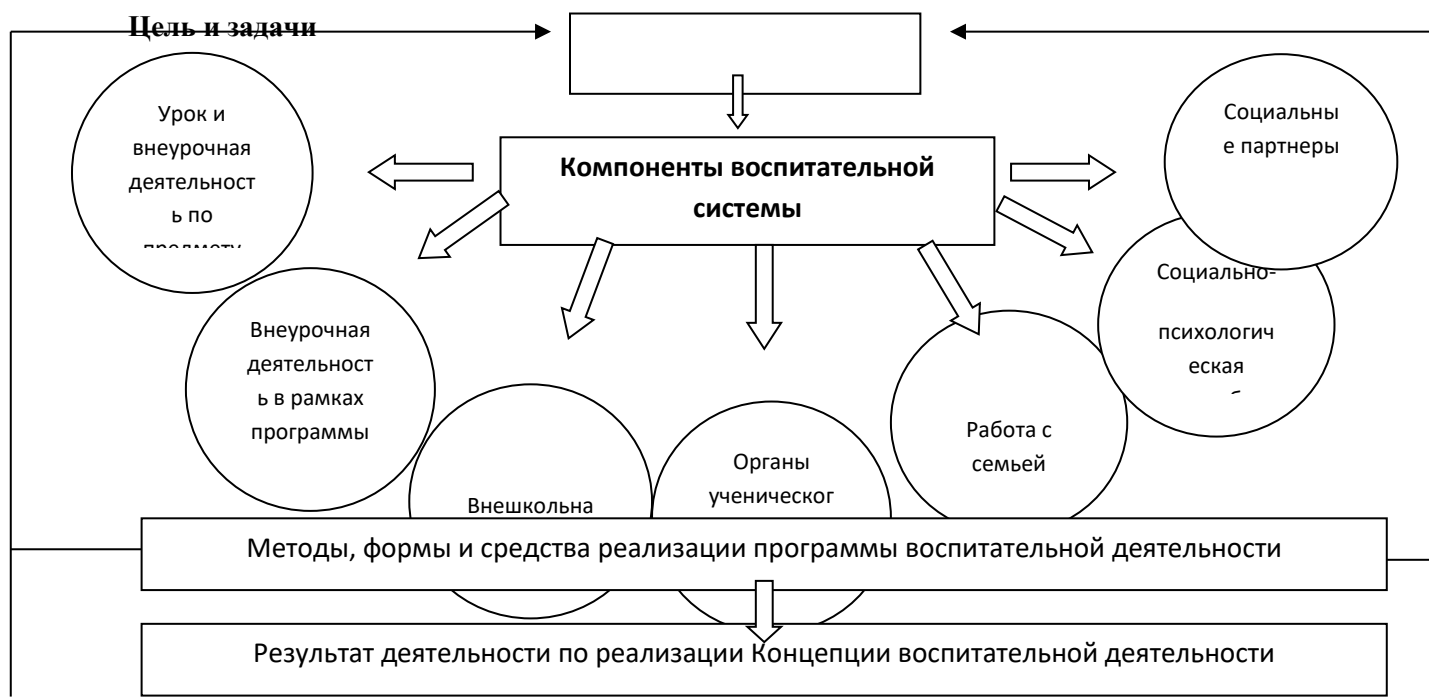 Цель и задачи
Компоненты воспитательной
системы
Урок и
внеурочная
деятельност
ь по
предмету
Социальны
е партнеры
Социально-
психологич
еская
Внеурочная
деятельност
ь в рамках
программы
Внешкольна
Органы
ученическог
Работа с
семьей
Методы, формы и средства реализации программы воспитательной деятельности
Результат деятельности по реализации Концепции воспитательной деятельности